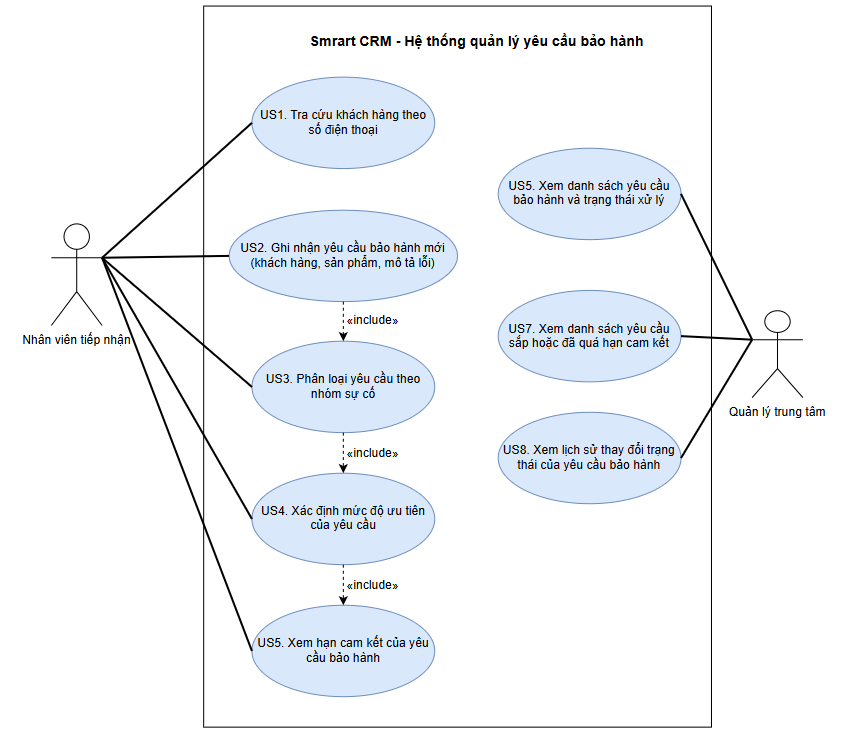 Smrart CRM - Hệ thống quản lý yêu cầu bảo hành
US1. Tra cứu khách hàng theo
số điện thoại
US2. Ghi nhận yêu cầu bảo hành mới
(khách hàng, sản phẩm, mô tả lỗi)
«include»
US3. Phân loại yêu cầu theo
nhóm sự cố
«include»
US4. Xác định mức độ ưu tiên
của yêu cầu
«include»
US5. Xem hạn cam kết của yêu
cầu bảo hành
Nhân viên tiếp nhận
US5. Xem danh sách yêu cầu
bảo hành và trạng thái xử lý
US7. Xem danh sách yêu cầu
sắp hoặc đã quá hạn cam kết
US8. Xem lịch sử thay đổi trạng
thái của yêu cầu bảo hành
Quản lý trung tâm